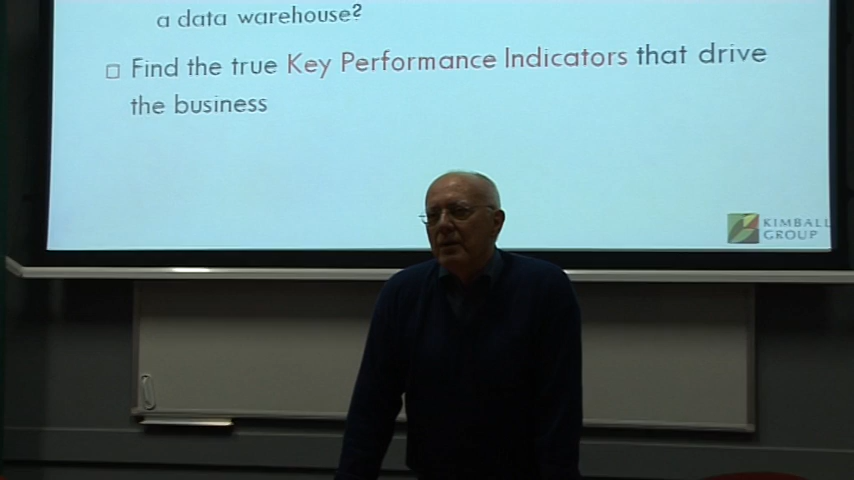 a data warehouse?
□ Find the true Key Performance Indicators that drive
the business
KIMBALL
GROUP